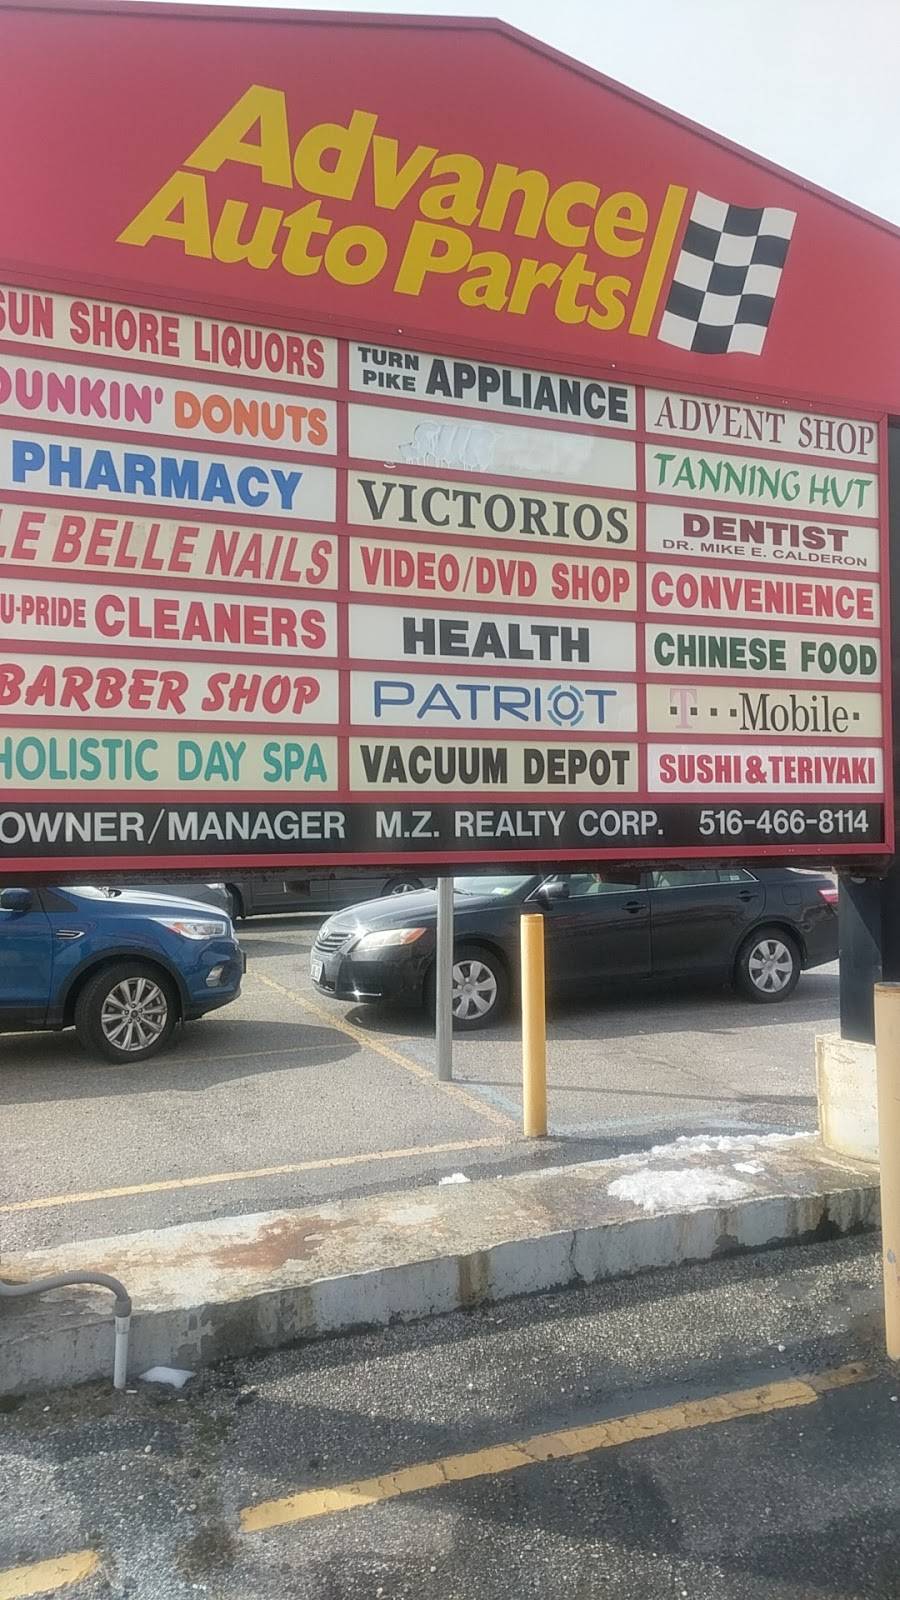 Advance
Auto Parts
SUN SHORE LIQUORS
DUNKIN' DONUTS
PHARMACY
LE BELLE NAILS
U-PRIDE CLEANERS
BARBER SHOP
HOLISTIC DAY SPA
TURN
PIKE APPLIANCE
VICTORIOS
VIDEO/DVD SHOP
HEALTH
PATRIOT
VACUUM DEPOT
ADVENT SHOP
TANNING HUT
DENTIST
DR. MIKE E. CALDERON
CONVENIENCE
CHINESE FOOD
T··Mobile·
SUSHI & TERIYAKI
OWNER/MANAGER M.Z. REALTY CORP. 516-466-8114